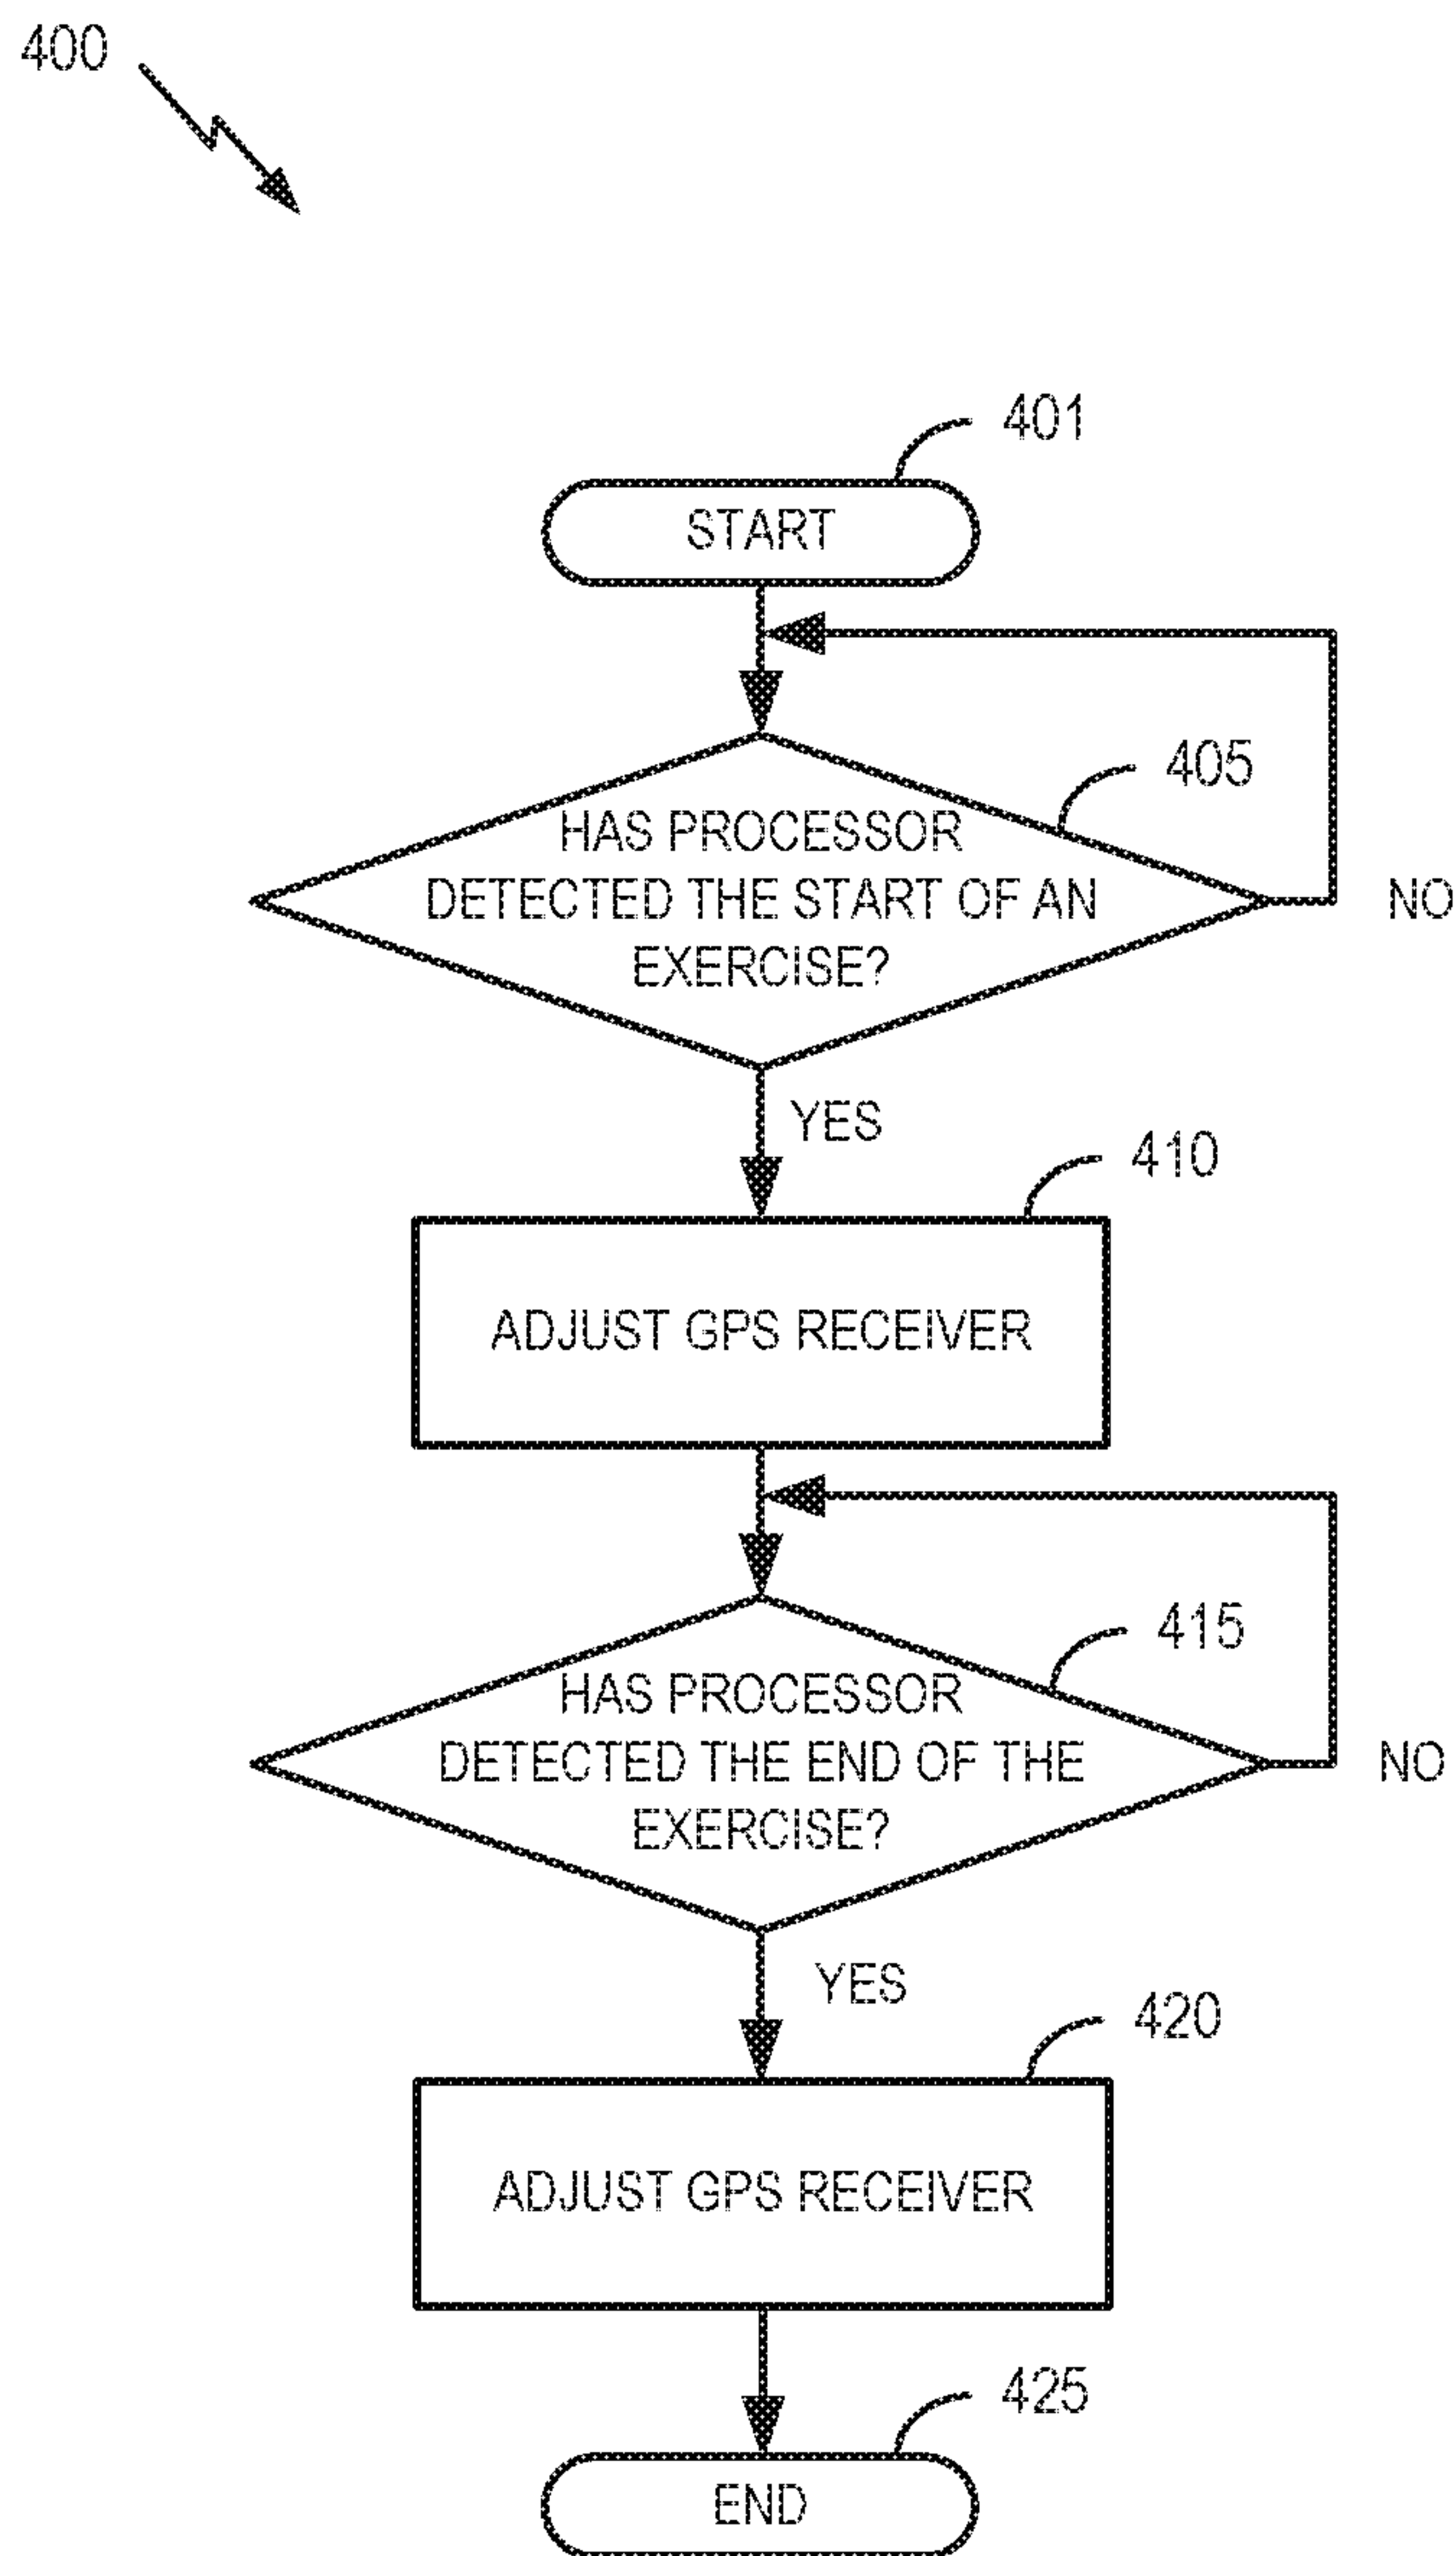 400
401
START
405
HAS PROCESSOR
DETECTED THE START OF AN
EXERCISE?
NO
YES
410
ADJUST GPS RECEIVER
415
HAS PROCESSOR
DETECTED THE END OF THE
EXERCISE?
NO
YES
420
ADJUST GPS RECEIVER
425
END